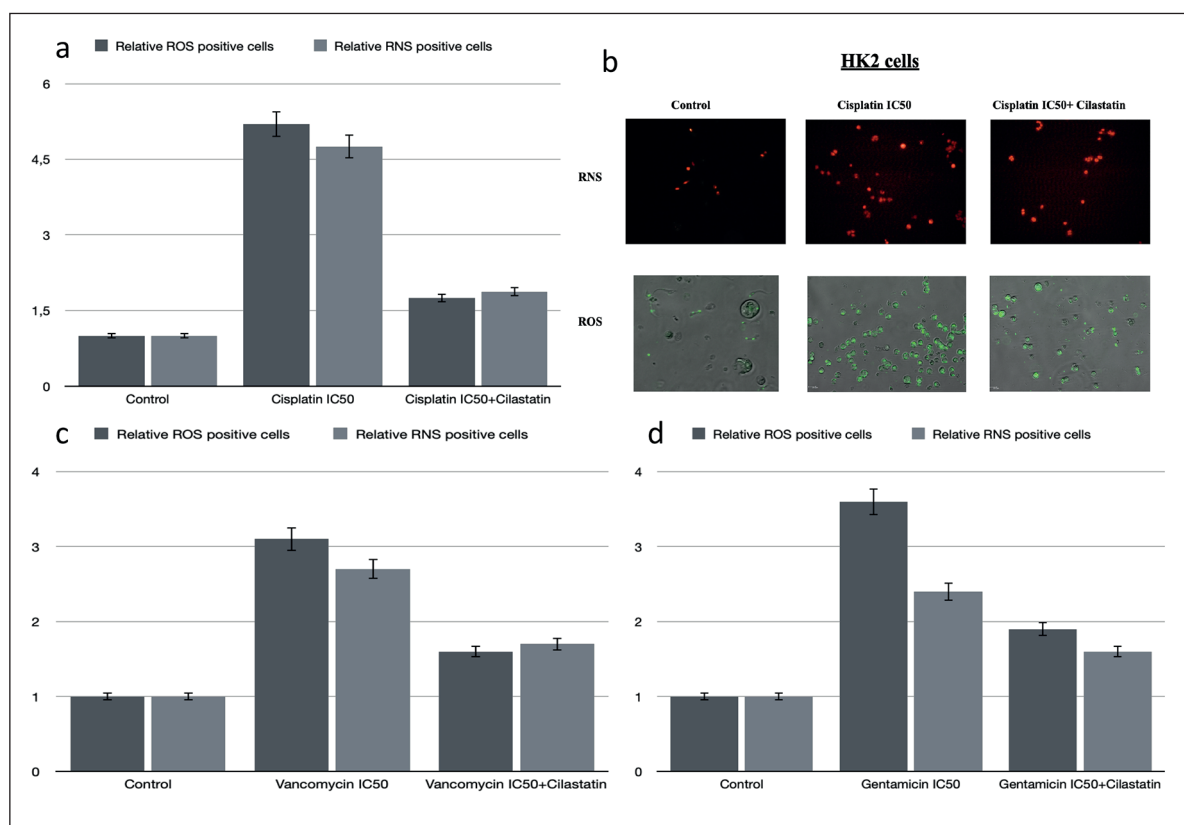 a
Relative ROS positive cells
Relative RNS positive cells
6
4,5
3
1,5
0
Control
Cisplatin IC50
Cisplatin IC50+Cilastatin
b
HK2 cells
Control
Cisplatin IC50
Cisplatin IC50+ Cilastatin
RNS
ROS
c
Relative ROS positive cells
Relative RNS positive cells
4
3
2
1
0
Control
Vancomycin IC50
Vancomycin IC50+Cilastatin
d
Relative ROS positive cells
Relative RNS positive cells
4
3
2
1
0
Control
Gentamicin IC50
Gentamicin IC50+Cilastatin